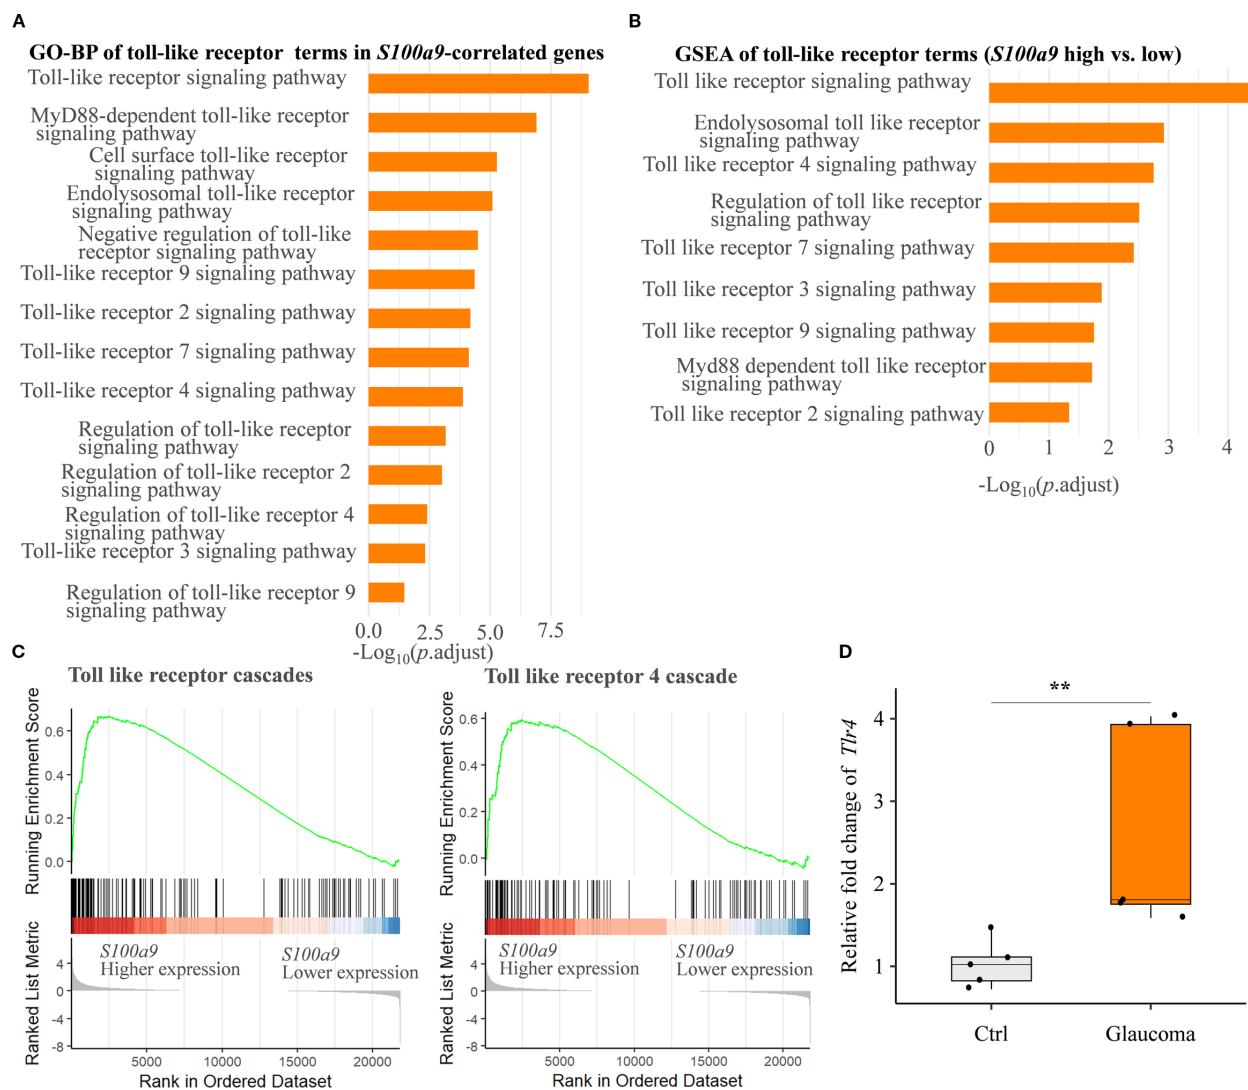 A
GO-BP of toll-like receptor terms in S100a9-correlated genes
Toll-like receptor signaling pathway
MyD88-dependent toll-like receptor
signaling pathway
Cell surface toll-like receptor
signaling pathway
Endolysosomal toll-like receptor
signaling pathway
Negative regulation of toll-like
receptor signaling pathway
Toll-like receptor 9 signaling pathway
Toll-like receptor 2 signaling pathway
Toll-like receptor 7 signaling pathway
Toll-like receptor 4 signaling pathway
Regulation of toll-like receptor
signaling pathway
Regulation of toll-like receptor 2
signaling pathway
Regulation of toll-like receptor 4
signaling pathway
Toll-like receptor 3 signaling pathway
Regulation of toll-like receptor 9
signaling pathway
0.0 2.5 5.0 7.5
-Log10(p.adjust)
B
GSEA of toll-like receptor terms (S100a9 high vs. low)
Toll like receptor signaling pathway
Endolysosomal toll like receptor
signaling pathway
Toll like receptor 4 signaling pathway
Regulation of toll like receptor
signaling pathway
Toll like receptor 7 signaling pathway
Toll like receptor 3 signaling pathway
Toll like receptor 9 signaling pathway
Myd88 dependent toll like receptor
signaling pathway
Toll like receptor 2 signaling pathway
0 1 2 3 4
-Log10(p.adjust)
C
Toll like receptor cascades
Running Enrichment Score
0.6
0.4
0.2
0.0
Ranked List Metric
4
0
-4
-8
S100a9
Higher expression
S100a9
Lower expression
5000 10000 15000 20000
Rank in Ordered Dataset
Toll like receptor 4 cascade
Running Enrichment Score
0.6
0.4
0.2
0.0
Ranked List Metric
4
0
-4
-8
S100a9
Higher expression
S100a9
Lower expression
5000 10000 15000 20000
Rank in Ordered Dataset
D
Relative fold change of Tlr4
**
4
3
2
1
Ctrl Glaucoma